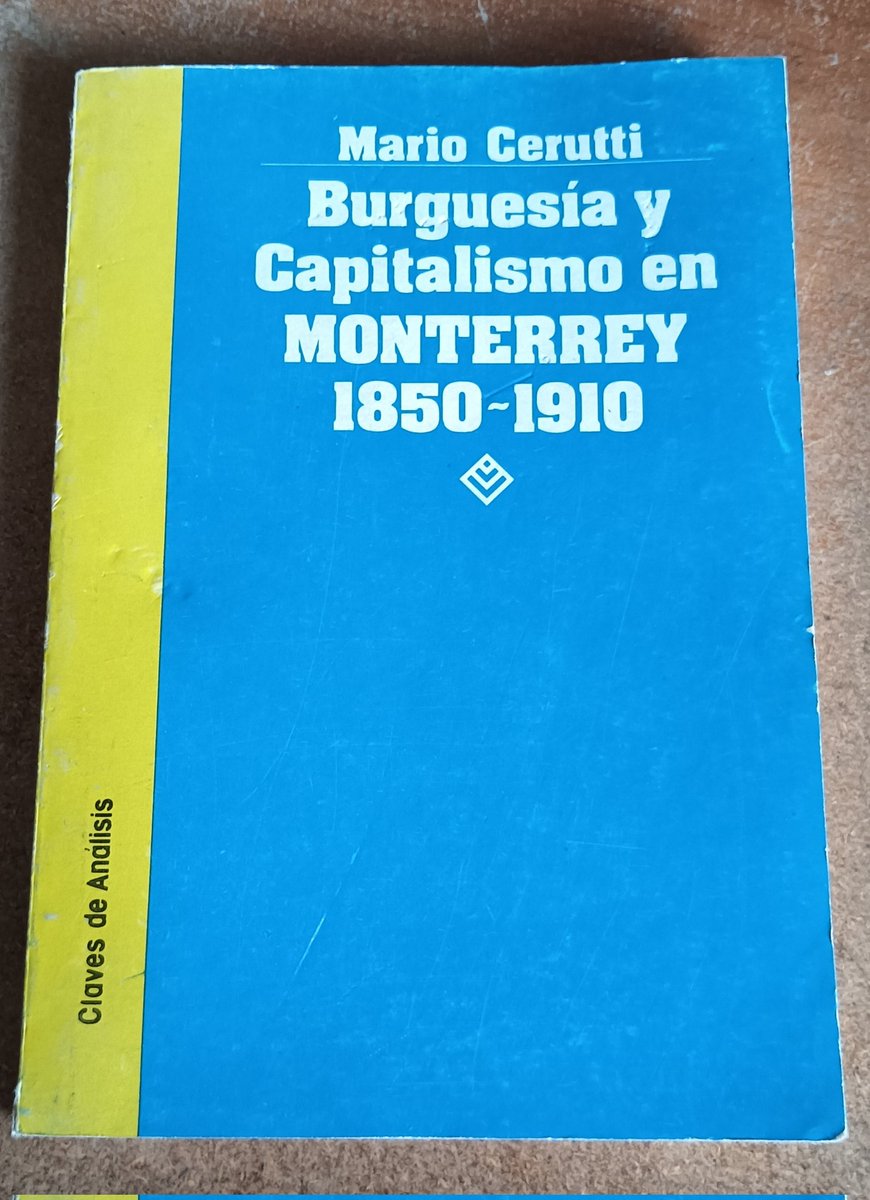 Mario Cerutti
Burguesía y
Capitalismo en
MONTERREY
1850~1910
Claves de Análisis